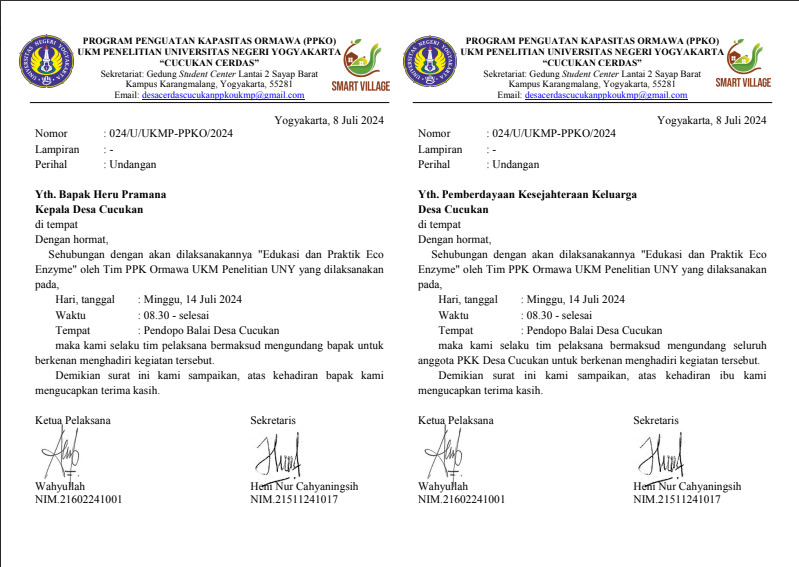 PROGRAM PENGUATAN KAPASITAS ORMAWA (PPKO)
UKM PENELITIAN UNIVERSITAS NEGERI YOGYAKARTA
“CUCUKAN CERDAS”
Sekretariat: Gedung Student Center Lantai 2 Sayap Barat
Kampus Karangmalang, Yogyakarta, 55281
Email: desacerdascucukanppkoukmp@gmail.com
UNIVERSITAS NEGERI YOGYAKARTA
SMART VILLAGE
Yogyakarta, 8 Juli 2024
Nomor : 024/U/UKMP-PPKO/2024
Lampiran : -
Perihal : Undangan
Yth. Bapak Heru Pramana
Kepala Desa Cucukan
di tempat
Dengan hormat,
Sehubungan dengan akan dilaksanakannya "Edukasi dan Praktik Eco
Enzyme" oleh Tim PPK Ormawa UKM Penelitian UNY yang dilaksanakan
pada,
Hari, tanggal : Minggu, 14 Juli 2024
Waktu : 08.30 - selesai
Tempat : Pendopo Balai Desa Cucukan
maka kami selaku tim pelaksana bermaksud mengundang bapak untuk
berkenan menghadiri kegiatan tersebut.
Demikian surat ini kami sampaikan, atas kehadiran bapak kami
mengucapkan terima kasih.
Ketua Pelaksana Sekretaris
Wahyullah Heni Nur Cahyaningsih
NIM.21602241001 NIM.21511241017
PROGRAM PENGUATAN KAPASITAS ORMAWA (PPKO)
UKM PENELITIAN UNIVERSITAS NEGERI YOGYAKARTA
“CUCUKAN CERDAS”
Sekretariat: Gedung Student Center Lantai 2 Sayap Barat
Kampus Karangmalang, Yogyakarta, 55281
Email: desacerdascucukanppkoukmp@gmail.com
UNIVERSITAS NEGERI YOGYAKARTA
SMART VILLAGE
Yogyakarta, 8 Juli 2024
Nomor : 024/U/UKMP-PPKO/2024
Lampiran : -
Perihal : Undangan
Yth. Pemberdayaan Kesejahteraan Keluarga
Desa Cucukan
di tempat
Dengan hormat,
Sehubungan dengan akan dilaksanakannya "Edukasi dan Praktik Eco
Enzyme" oleh Tim PPK Ormawa UKM Penelitian UNY yang dilaksanakan
pada,
Hari, tanggal : Minggu, 14 Juli 2024
Waktu : 08.30 - selesai
Tempat : Pendopo Balai Desa Cucukan
maka kami selaku tim pelaksana bermaksud mengundang seluruh
anggota PKK Desa Cucukan untuk berkenan menghadiri kegiatan tersebut.
Demikian surat ini kami sampaikan, atas kehadiran ibu kami
mengucapkan terima kasih.
Ketua Pelaksana Sekretaris
Wahyullah Heni Nur Cahyaningsih
NIM.21602241001 NIM.21511241017